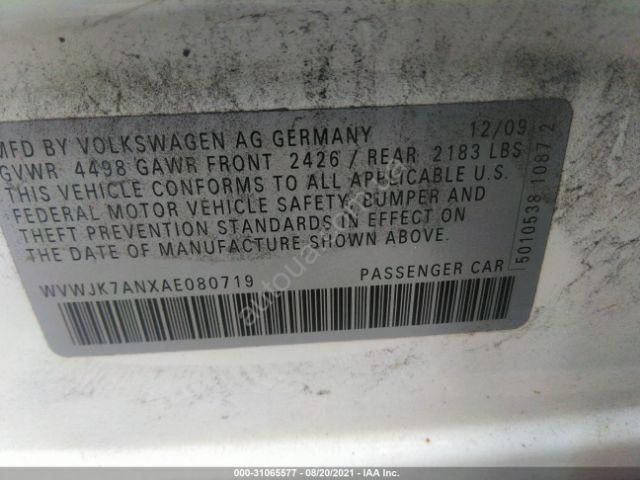 MFD BY VOLKSWAGEN AG GERMANY 12/09
GVWR 4498 GAWR FRONT 2426 / REAR 2183 LBS
THIS VEHICLE CONFORMS TO ALL APPLICABLE U.S.
FEDERAL MOTOR VEHICLE SAFETY, BUMPER AND
THEFT PREVENTION STANDARDS IN EFFECT ON
THE DATE OF MANUFACTURE SHOWN ABOVE.
WVWJK7ANXAE080719 PASSENGER CAR
5010538 1087 2
000-31065577 - 08/20/2021 - IAA Inc.